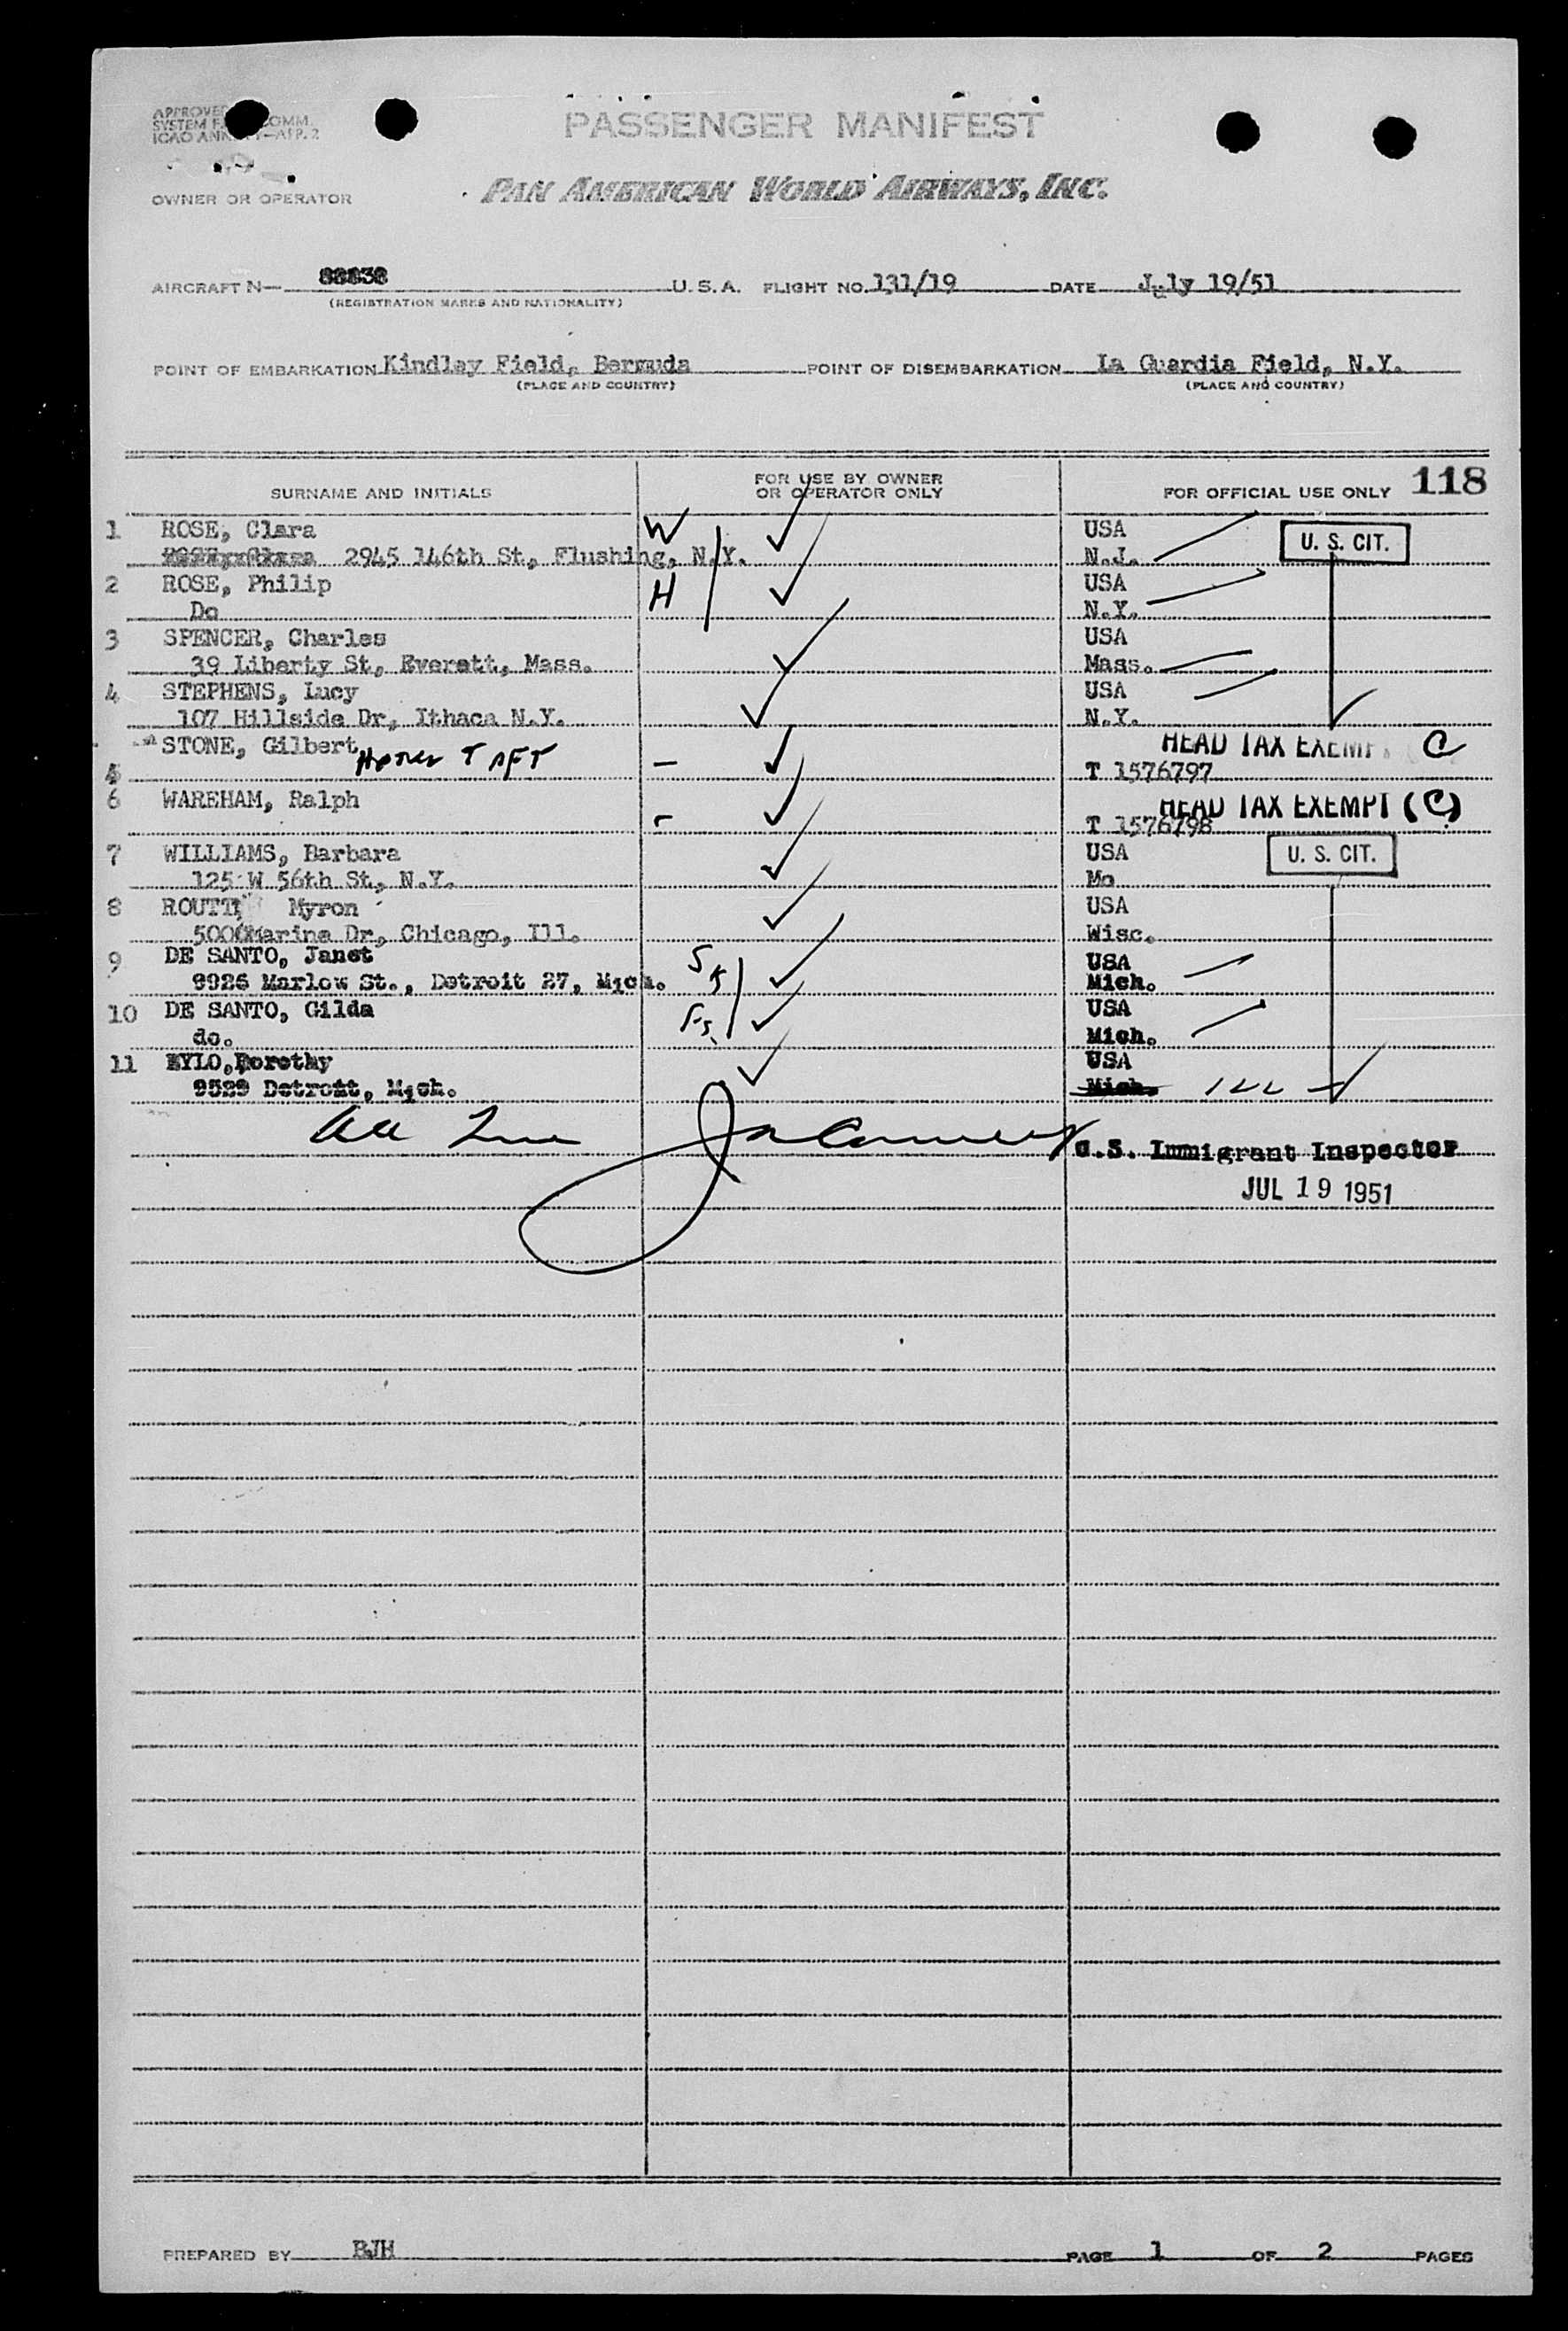 PASSENGER MANIFEST
PAN AMERICAN WORLD AIRWAYS, INC.
OWNER OR OPERATOR
AIRCRAFT N— U.S.A. FLIGHT NO. 131/19 DATE July 19/51
(REGISTRATION MARKS AND NATIONALITY)
POINT OF EMBARKATION Kindley Field, Bermuda POINT OF DISEMBARKATION La Guardia Field, N.Y.
(PLACE AND COUNTRY) (PLACE AND COUNTRY)
SURNAME AND INITIALS FOR USE BY OWNER OR OPERATOR ONLY FOR OFFICIAL USE ONLY 118
1 ROSE, Clara W USA U. S. CIT.
2945 146th St, Flushing, N.Y. N.J.
2 ROSE, Philip H USA
Do N.Y.
3 SPENCER, Charles USA
39 Liberty St, Everett, Mass. Mass.
4 STEPHENS, Lucy USA
107 Hillside Dr, Ithaca N.Y. N.Y.
STONE, Gilbert HEAD TAX EXEMP C
5 T 1576797
6 WAREHAM, Ralph HEAD TAX EXEMPT (C)
T 1576798
7 WILLIAMS, Barbara USA U. S. CIT.
125 W 56th St, N.Y. Mo
8 ROUTT, Myron USA
5000 Marine Dr, Chicago, Ill. Wisc.
9 DE SANTO, Janet USA
Marlow St., Detroit 27, Mich. Mich.
10 DE SANTO, Gilda USA
do. Mich.
11 Dorothy USA
Detroit, Mich. Mich.
U.S. Immigrant Inspector
JUL 19 1951
PREPARED BY RJH PAGE 1 OF 2 PAGES